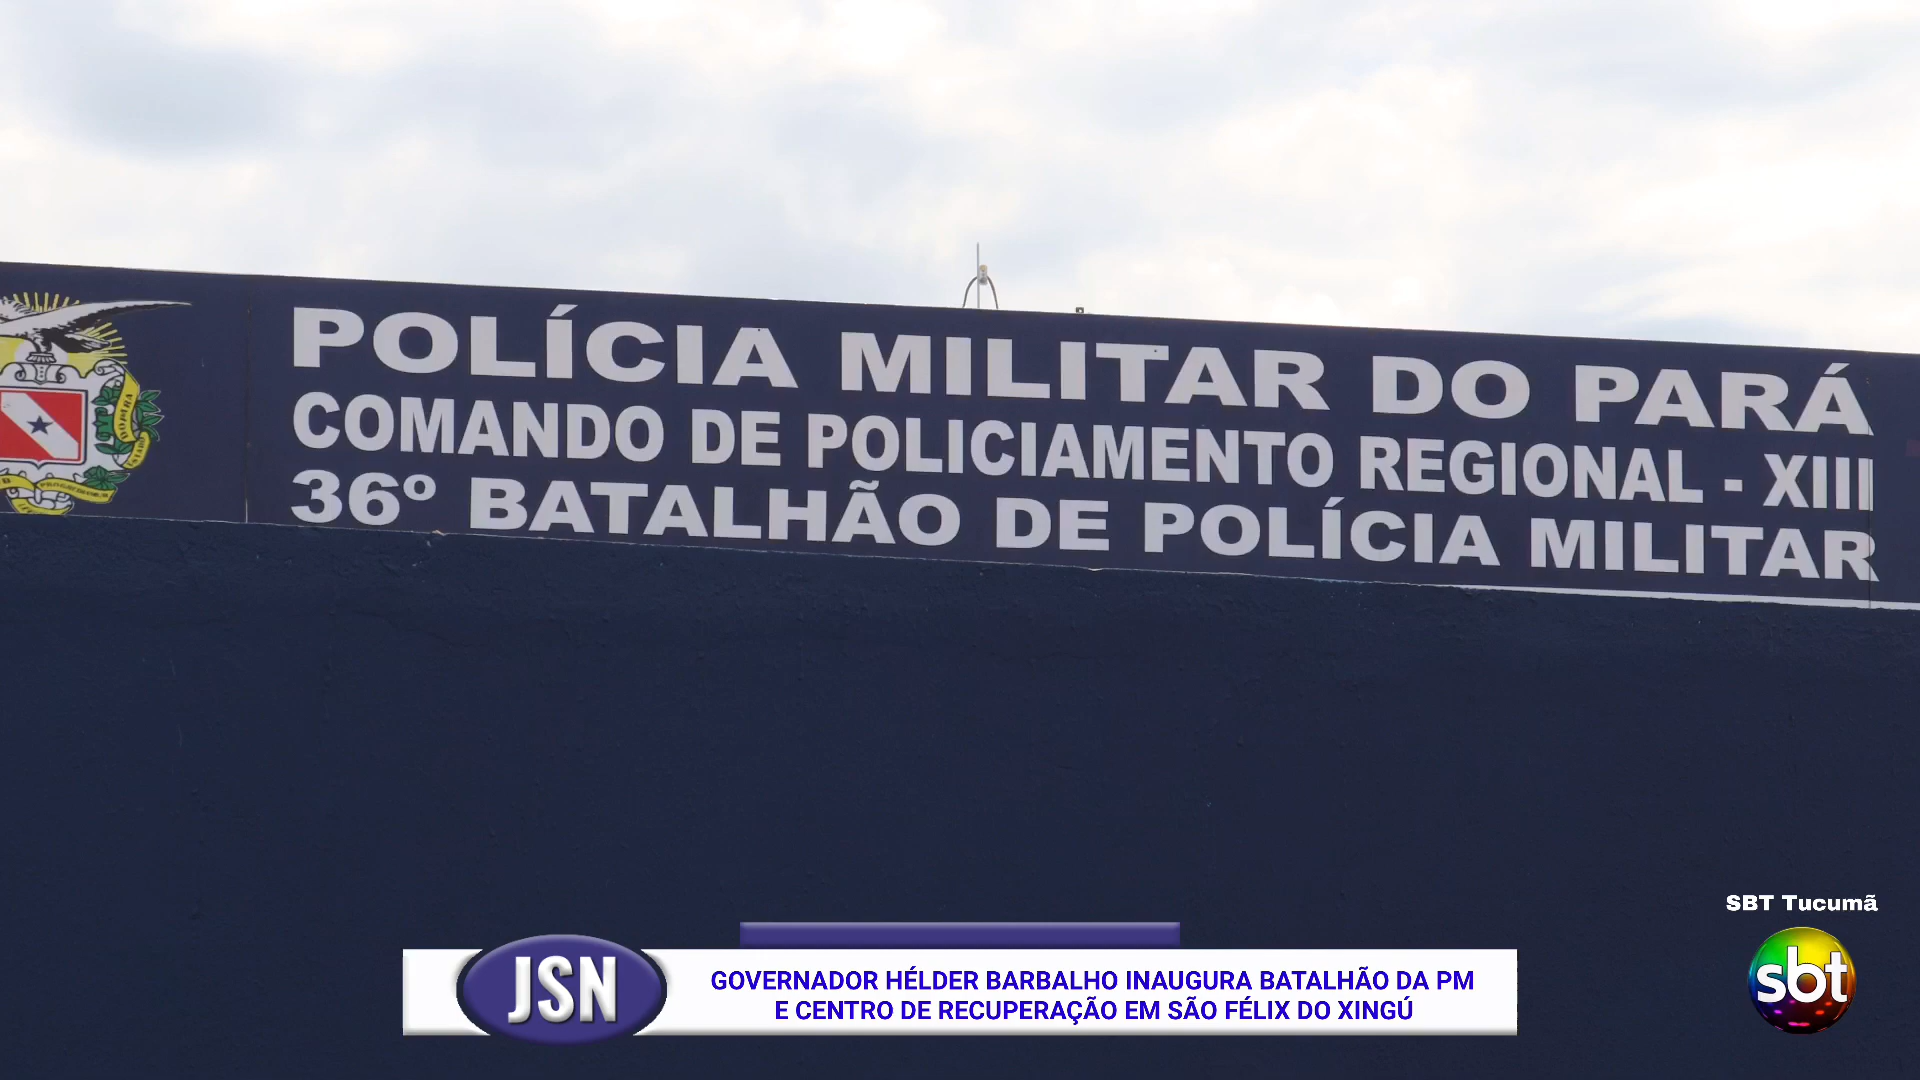 POLÍCIA MILITAR DO PARÁ
COMANDO DE POLICIAMENTO REGIONAL - XIII
36º BATALHÃO DE POLÍCIA MILITAR
SBT Tucumã
sbt
JSN
GOVERNADOR HÉLDER BARBALHO INAUGURA BATALHÃO DA PM
E CENTRO DE RECUPERAÇÃO EM SÃO FÉLIX DO XINGÚ